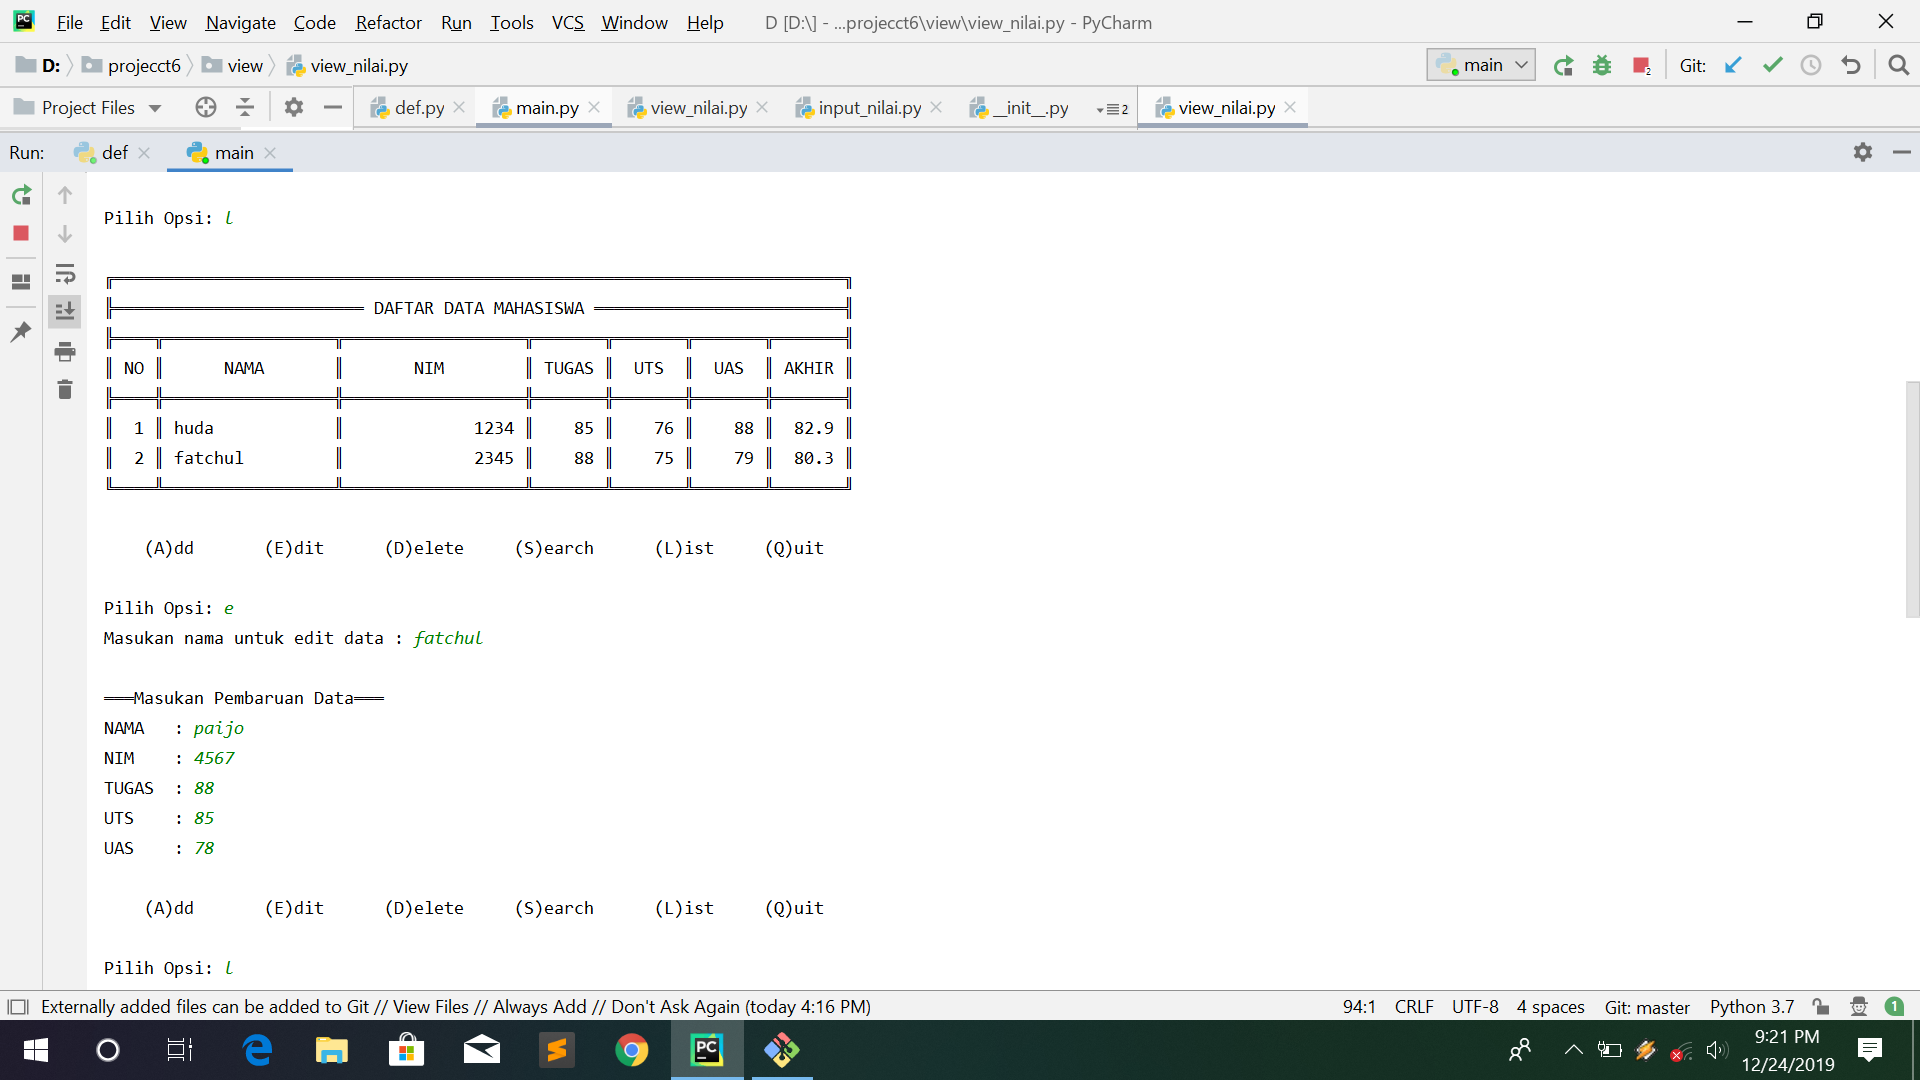 File Edit View Navigate Code Refactor Run Tools VCS Window Help D [D:\] - ...projecct6\view\view_nilai.py - PyCharm
D: projecct6 view view_nilai.py main Git:
Project Files def.py main.py view_nilai.py input_nilai.py __init__.py 2 view_nilai.py
Run: def main
Pilih Opsi: l
DAFTAR DATA MAHASISWA
NO NAMA NIM TUGAS UTS UAS AKHIR
1 huda 1234 85 76 88 82.9
2 fatchul 2345 88 75 79 80.3
(A)dd (E)dit (D)elete (S)earch (L)ist (Q)uit
Pilih Opsi: e
Masukan nama untuk edit data : fatchul
═══Masukan Pembaruan Data═══
NAMA : paijo
NIM : 4567
TUGAS : 88
UTS : 85
UAS : 78
(A)dd (E)dit (D)elete (S)earch (L)ist (Q)uit
Pilih Opsi: l
Externally added files can be added to Git // View Files // Always Add // Don't Ask Again (today 4:16 PM) 94:1 CRLF UTF-8 4 spaces Git: master Python 3.7 1
9:21 PM
12/24/2019